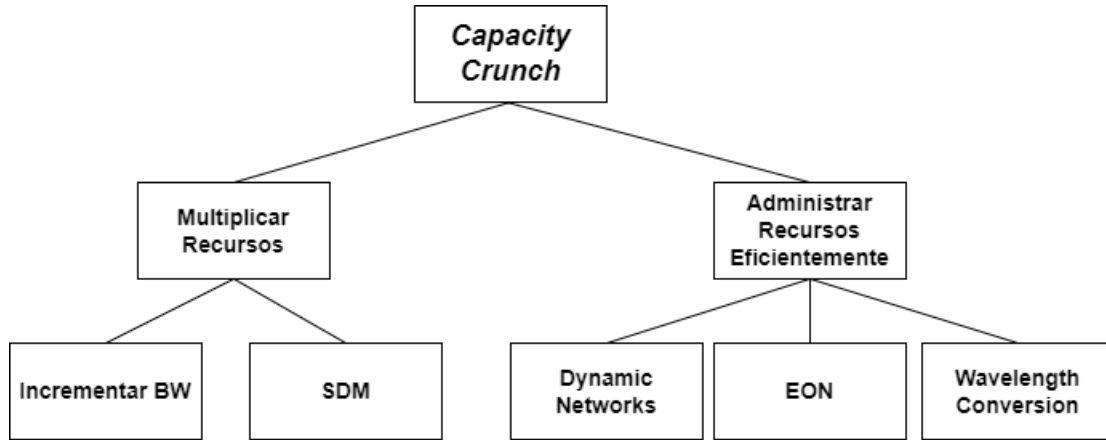 Capacity
Crunch
Multiplicar
Recursos
Administrar
Recursos
Eficientemente
Incrementar BW
SDM
Dynamic
Networks
EON
Wavelength
Conversion